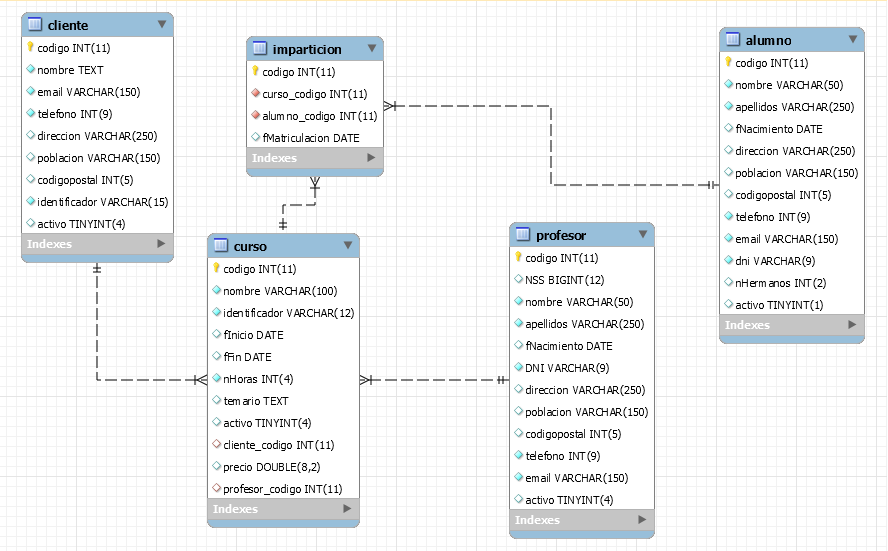 cliente
codigo INT(11)
nombre TEXT
email VARCHAR(150)
telefono INT(9)
direccion VARCHAR(250)
poblacion VARCHAR(150)
codigopostal INT(5)
identificador VARCHAR(15)
activo TINYINT(4)
Indexes
imparticion
codigo INT(11)
curso_codigo INT(11)
alumno_codigo INT(11)
fMatriculacion DATE
Indexes
alumno
codigo INT(11)
nombre VARCHAR(50)
apellidos VARCHAR(250)
fNacimiento DATE
direccion VARCHAR(250)
poblacion VARCHAR(150)
codigopostal INT(5)
telefono INT(9)
email VARCHAR(150)
dni VARCHAR(9)
nHermanos INT(2)
activo TINYINT(1)
Indexes
curso
codigo INT(11)
nombre VARCHAR(100)
identificador VARCHAR(12)
fInicio DATE
fFin DATE
nHoras INT(4)
temario TEXT
activo TINYINT(4)
cliente_codigo INT(11)
precio DOUBLE(8,2)
profesor_codigo INT(11)
Indexes
profesor
codigo INT(11)
NSS BIGINT(12)
nombre VARCHAR(50)
apellidos VARCHAR(250)
fNacimiento DATE
DNI VARCHAR(9)
direccion VARCHAR(250)
poblacion VARCHAR(150)
codigopostal INT(5)
telefono INT(9)
email VARCHAR(150)
activo TINYINT(4)
Indexes